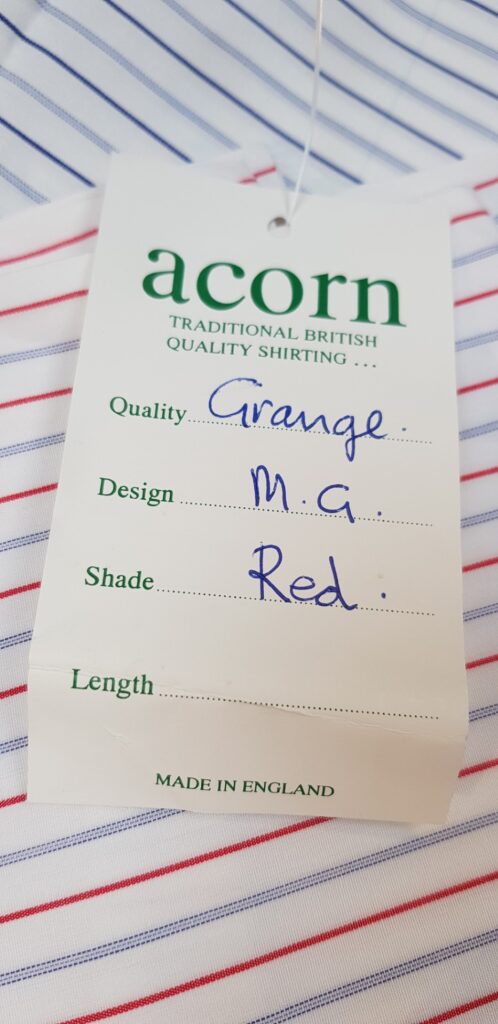 acorn
TRADITIONAL BRITISH
QUALITY SHIRTING ...
Quality Grange.
Design M.G.
Shade Red.
Length
MADE IN ENGLAND